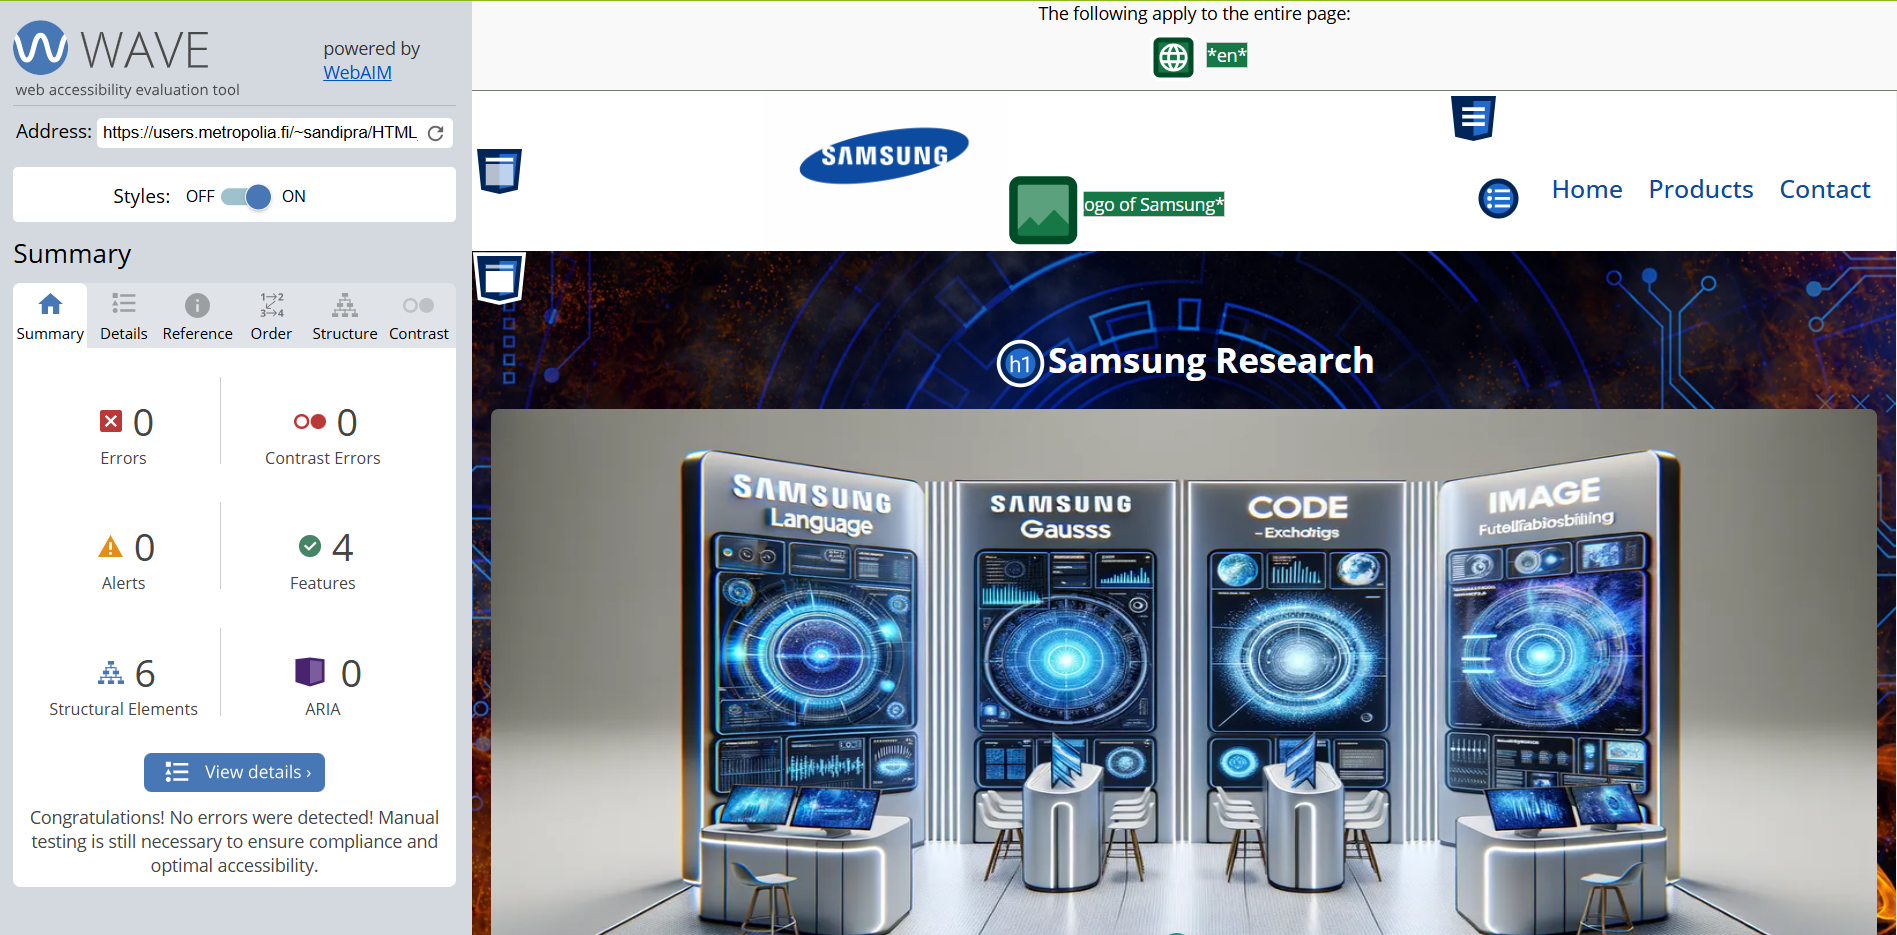 WAVE
powered by
WebAIM
web accessibility evaluation tool
Address: https://users.metropolia.fi/~sandipra/HTML
Styles: OFF ON
Summary
Summary Details Reference Order Structure Contrast
0 Errors
0 Contrast Errors
0 Alerts
4 Features
6 Structural Elements
0 ARIA
View details ›
Congratulations! No errors were detected! Manual
testing is still necessary to ensure compliance and
optimal accessibility.
The following apply to the entire page:
*en*
SAMSUNG
ogo of Samsung*
Home Products Contact
h1 Samsung Research
SAMSUNG
Language
SAMSUNG
Gausss
CODE
IMAGE